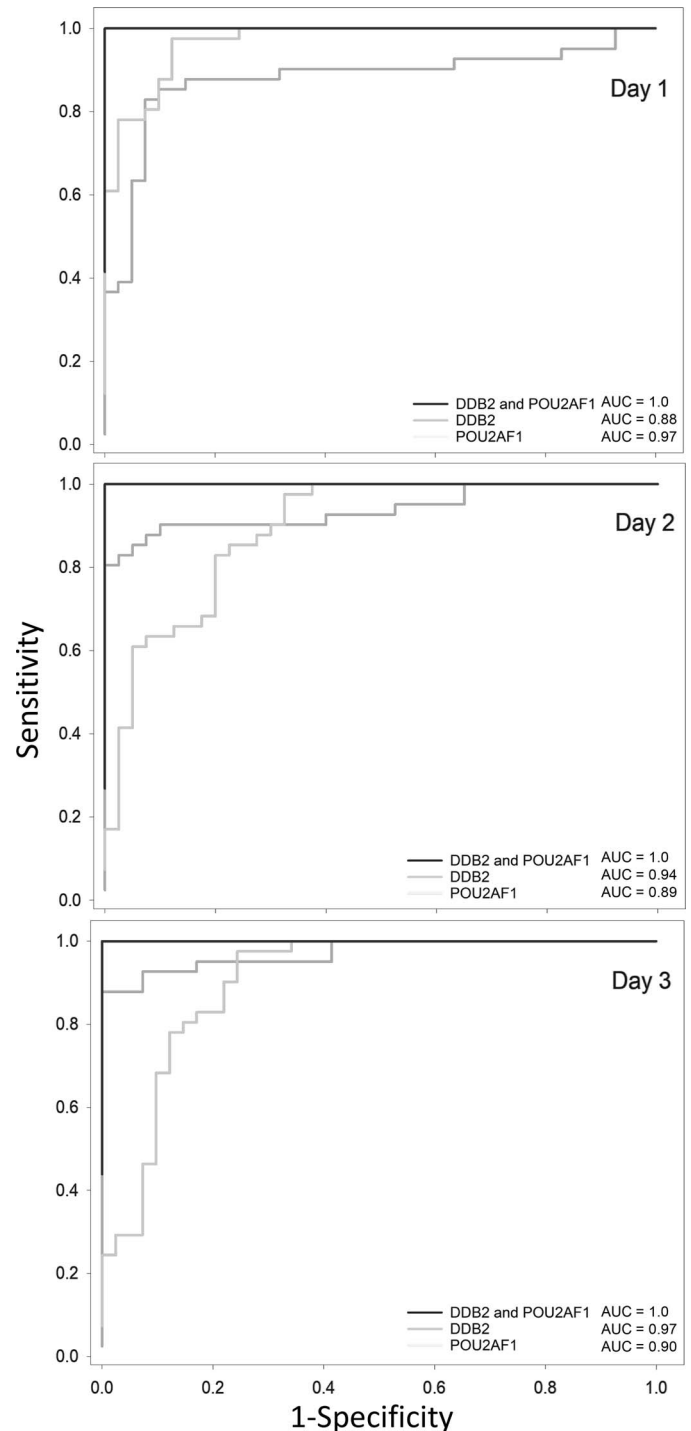 1.0
0.8
0.6
0.4
0.2
0.0
Day 1
DDB2 and POU2AF1 AUC = 1.0
DDB2 AUC = 0.88
POU2AF1 AUC = 0.97
1.0
0.8
0.6
0.4
0.2
0.0
Day 2
DDB2 and POU2AF1 AUC = 1.0
DDB2 AUC = 0.94
POU2AF1 AUC = 0.89
Sensitivity
1.0
0.8
0.6
0.4
0.2
0.0
Day 3
DDB2 and POU2AF1 AUC = 1.0
DDB2 AUC = 0.97
POU2AF1 AUC = 0.90
0.0 0.2 0.4 0.6 0.8 1.0
1-Specificity